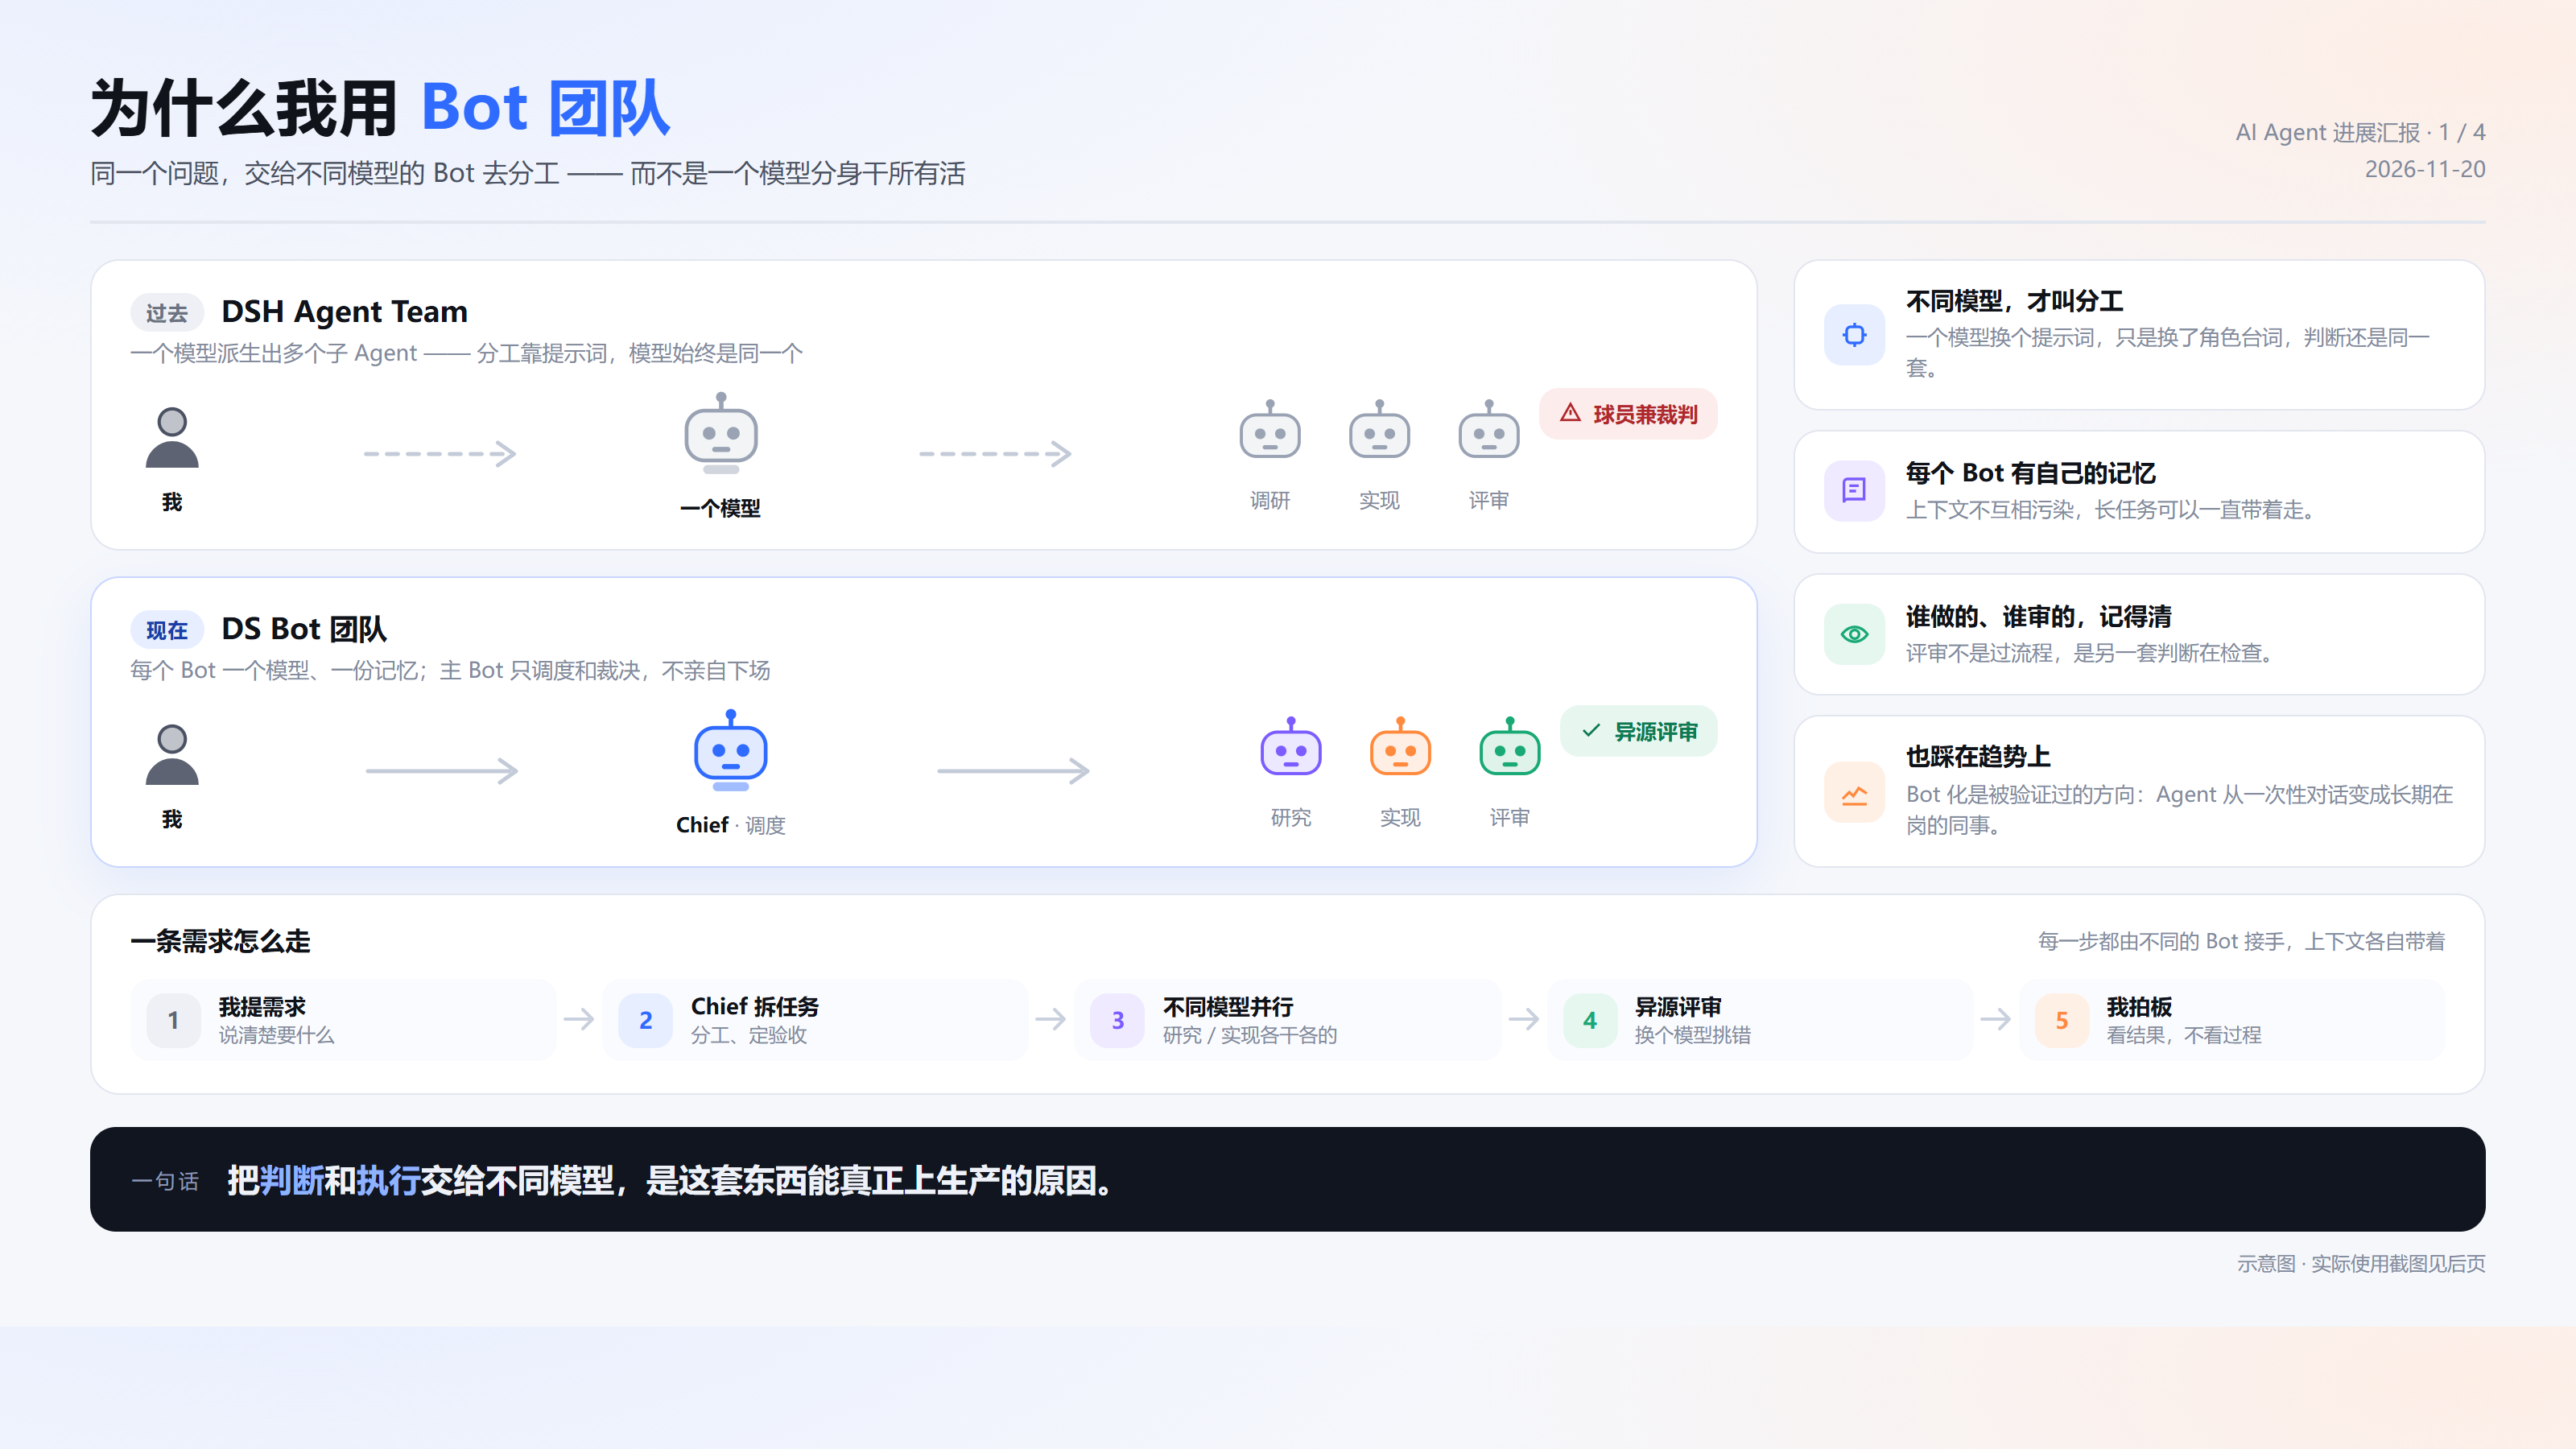 为什么我用 Bot 团队
同一个问题，交给不同模型的 Bot 去分工 —— 而不是一个模型分身干所有活
AI Agent 进展汇报 · 1 / 4
2026-11-20
过去 DSH Agent Team
一个模型派生出多个子 Agent —— 分工靠提示词，模型始终是同一个
我
一个模型
调研
实现
评审
球员兼裁判
现在 DS Bot 团队
每个 Bot 一个模型、一份记忆；主 Bot 只调度和裁决，不亲自下场
我
Chief · 调度
研究
实现
评审
异源评审
不同模型，才叫分工
一个模型换个提示词，只是换了角色台词，判断还是同一
套。
每个 Bot 有自己的记忆
上下文不互相污染，长任务可以一直带着走。
谁做的、谁审的，记得清
评审不是过流程，是另一套判断在检查。
也踩在趋势上
Bot 化是被验证过的方向：Agent 从一次性对话变成长期在
岗的同事。
一条需求怎么走
每一步都由不同的 Bot 接手，上下文各自带着
1 我提需求
说清楚要什么
2 Chief 拆任务
分工、定验收
3 不同模型并行
研究 / 实现各干各的
4 异源评审
换个模型挑错
5 我拍板
看结果，不看过程
一句话 把判断和执行交给不同模型，是这套东西能真正上生产的原因。
示意图 · 实际使用截图见后页